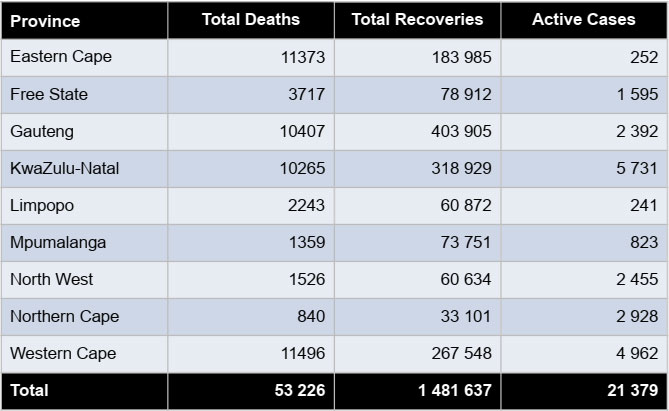 Province Total Deaths Total Recoveries Active Cases
Eastern Cape 11373 183 985 252
Free State 3717 78 912 1 595
Gauteng 10407 403 905 2 392
KwaZulu-Natal 10265 318 929 5 731
Limpopo 2243 60 872 241
Mpumalanga 1359 73 751 823
North West 1526 60 634 2 455
Northern Cape 840 33 101 2 928
Western Cape 11496 267 548 4 962
Total 53 226 1 481 637 21 379